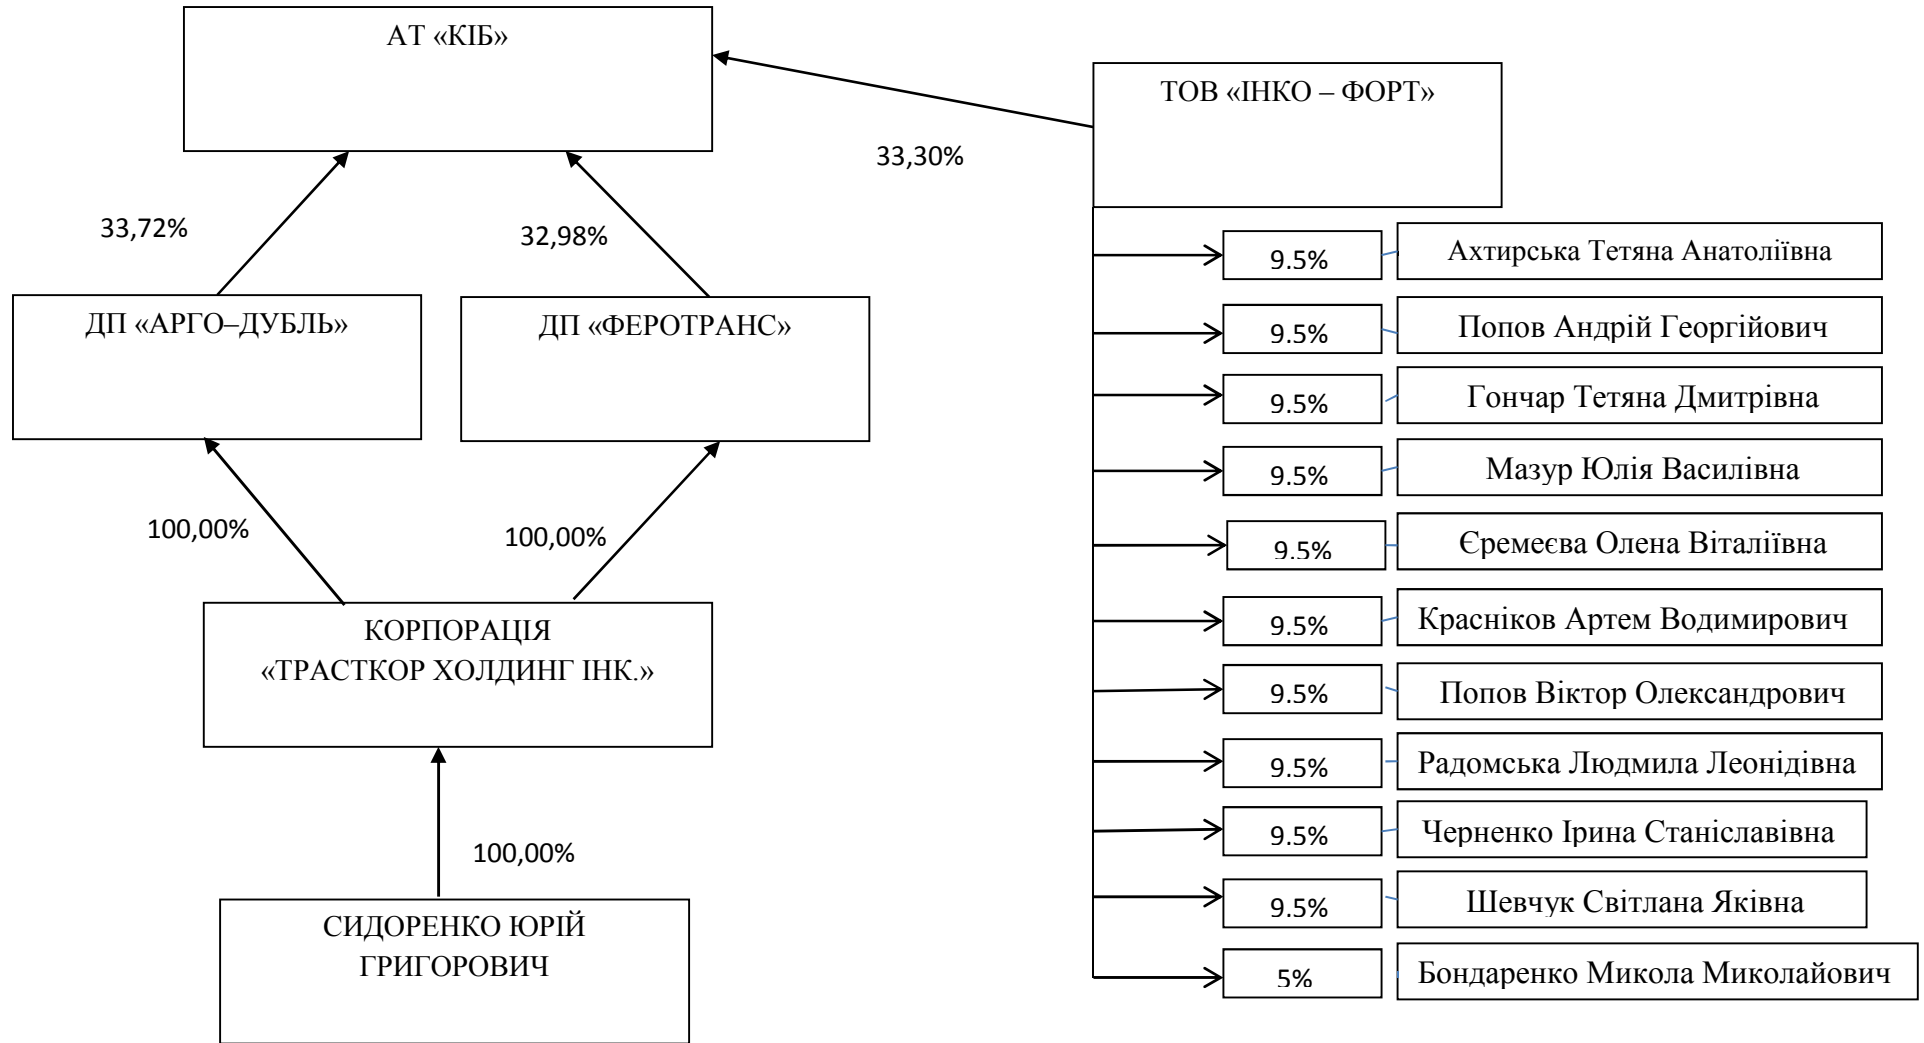 АТ «КІБ»
ТОВ «ІНКО – ФОРТ»
33,30%
33,72%
32,98%
ДП «АРГО–ДУБЛЬ»
ДП «ФЕРОТРАНС»
100,00%
100,00%
КОРПОРАЦІЯ
«ТРАСТКОР ХОЛДИНГ ІНК.»
100,00%
СИДОРЕНКО ЮРІЙ
ГРИГОРОВИЧ
9.5% Ахтирська Тетяна Анатоліївна
9.5% Попов Андрій Георгійович
9.5% Гончар Тетяна Дмитрівна
9.5% Мазур Юлія Василівна
9.5% Єремеєва Олена Віталіївна
9.5% Красніков Артем Водимирович
9.5% Попов Віктор Олександрович
9.5% Радомська Людмила Леонідівна
9.5% Черненко Ірина Станіславівна
9.5% Шевчук Світлана Яківна
5% Бондаренко Микола Миколайович